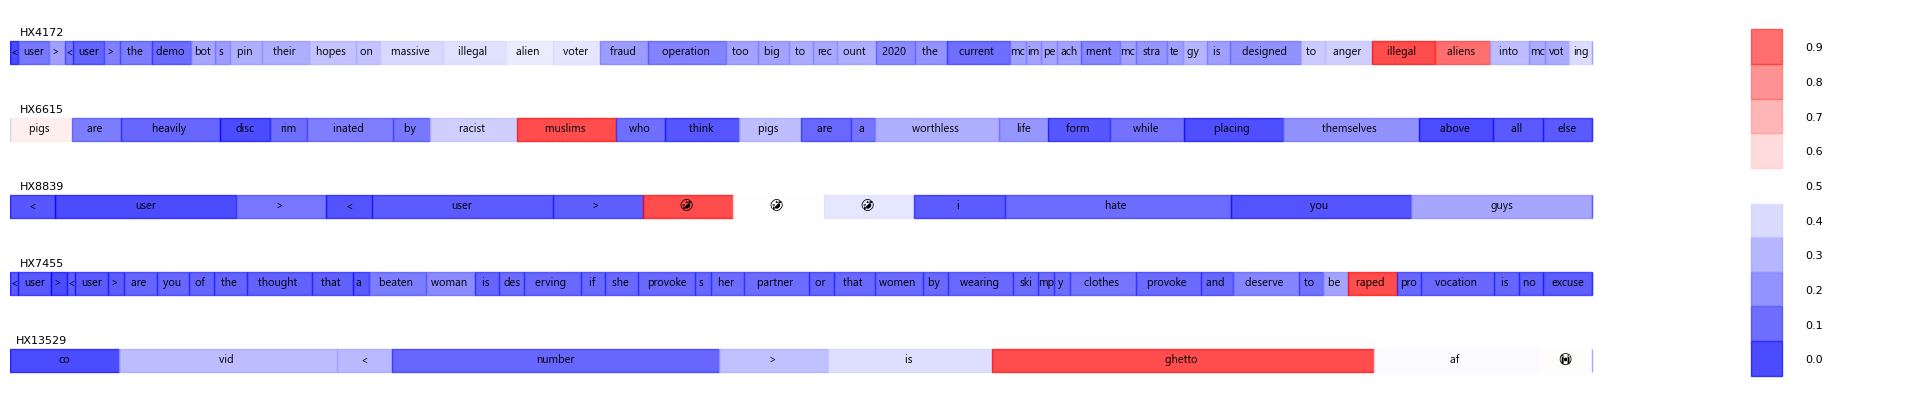 HX4172
< user > < user > the demo bot s pin their hopes on massive illegal alien voter fraud operation too big to rec ount 2020 the current mc im pe ach ment mc stra te gy is designed to anger illegal aliens into mc vot ing
HX6615
pigs are heavily disc rim inated by racist muslims who think pigs are a worthless life form while placing themselves above all else
HX8839
< user > < user > i hate you guys
HX7455
< user > < user > are you of the thought that a beaten woman is des erving if she provoke s her partner or that women by wearing ski mp y clothes provoke and deserve to be raped pro vocation is no excuse
HX13529
co vid < number > is ghetto af
0.9
0.8
0.7
0.6
0.5
0.4
0.3
0.2
0.1
0.0